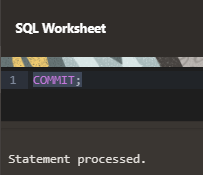 SQL Worksheet
1 COMMIT;
Statement processed.